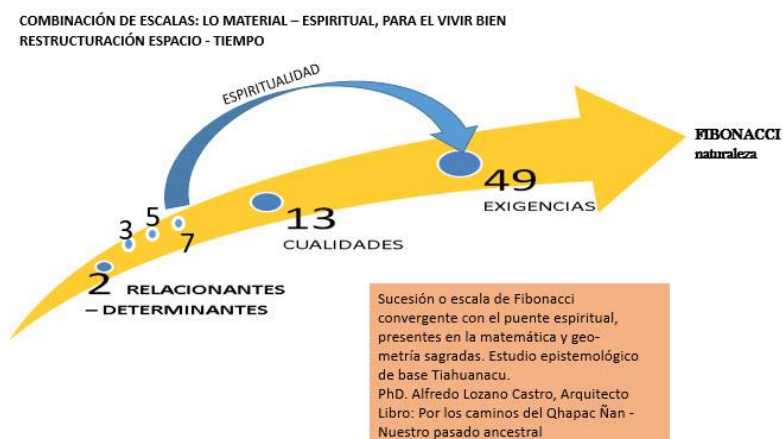 COMBINACIÓN DE ESCALAS: LO MATERIAL – ESPIRITUAL, PARA EL VIVIR BIEN
RESTRUCTURACIÓN ESPACIO - TIEMPO
ESPIRITUALIDAD
FIBONACCI
naturaleza
49
EXIGENCIAS
13
CUALIDADES
3
5
7
2 RELACIONANTES
– DETERMINANTES
Sucesión o escala de Fibonacci
convergente con el puente espiritual,
presentes en la matemática y geo-
metría sagradas. Estudio epistemológico
de base Tiahuanacu.
PhD. Alfredo Lozano Castro, Arquitecto
Libro: Por los caminos del Qhapac Ñan -
Nuestro pasado ancestral